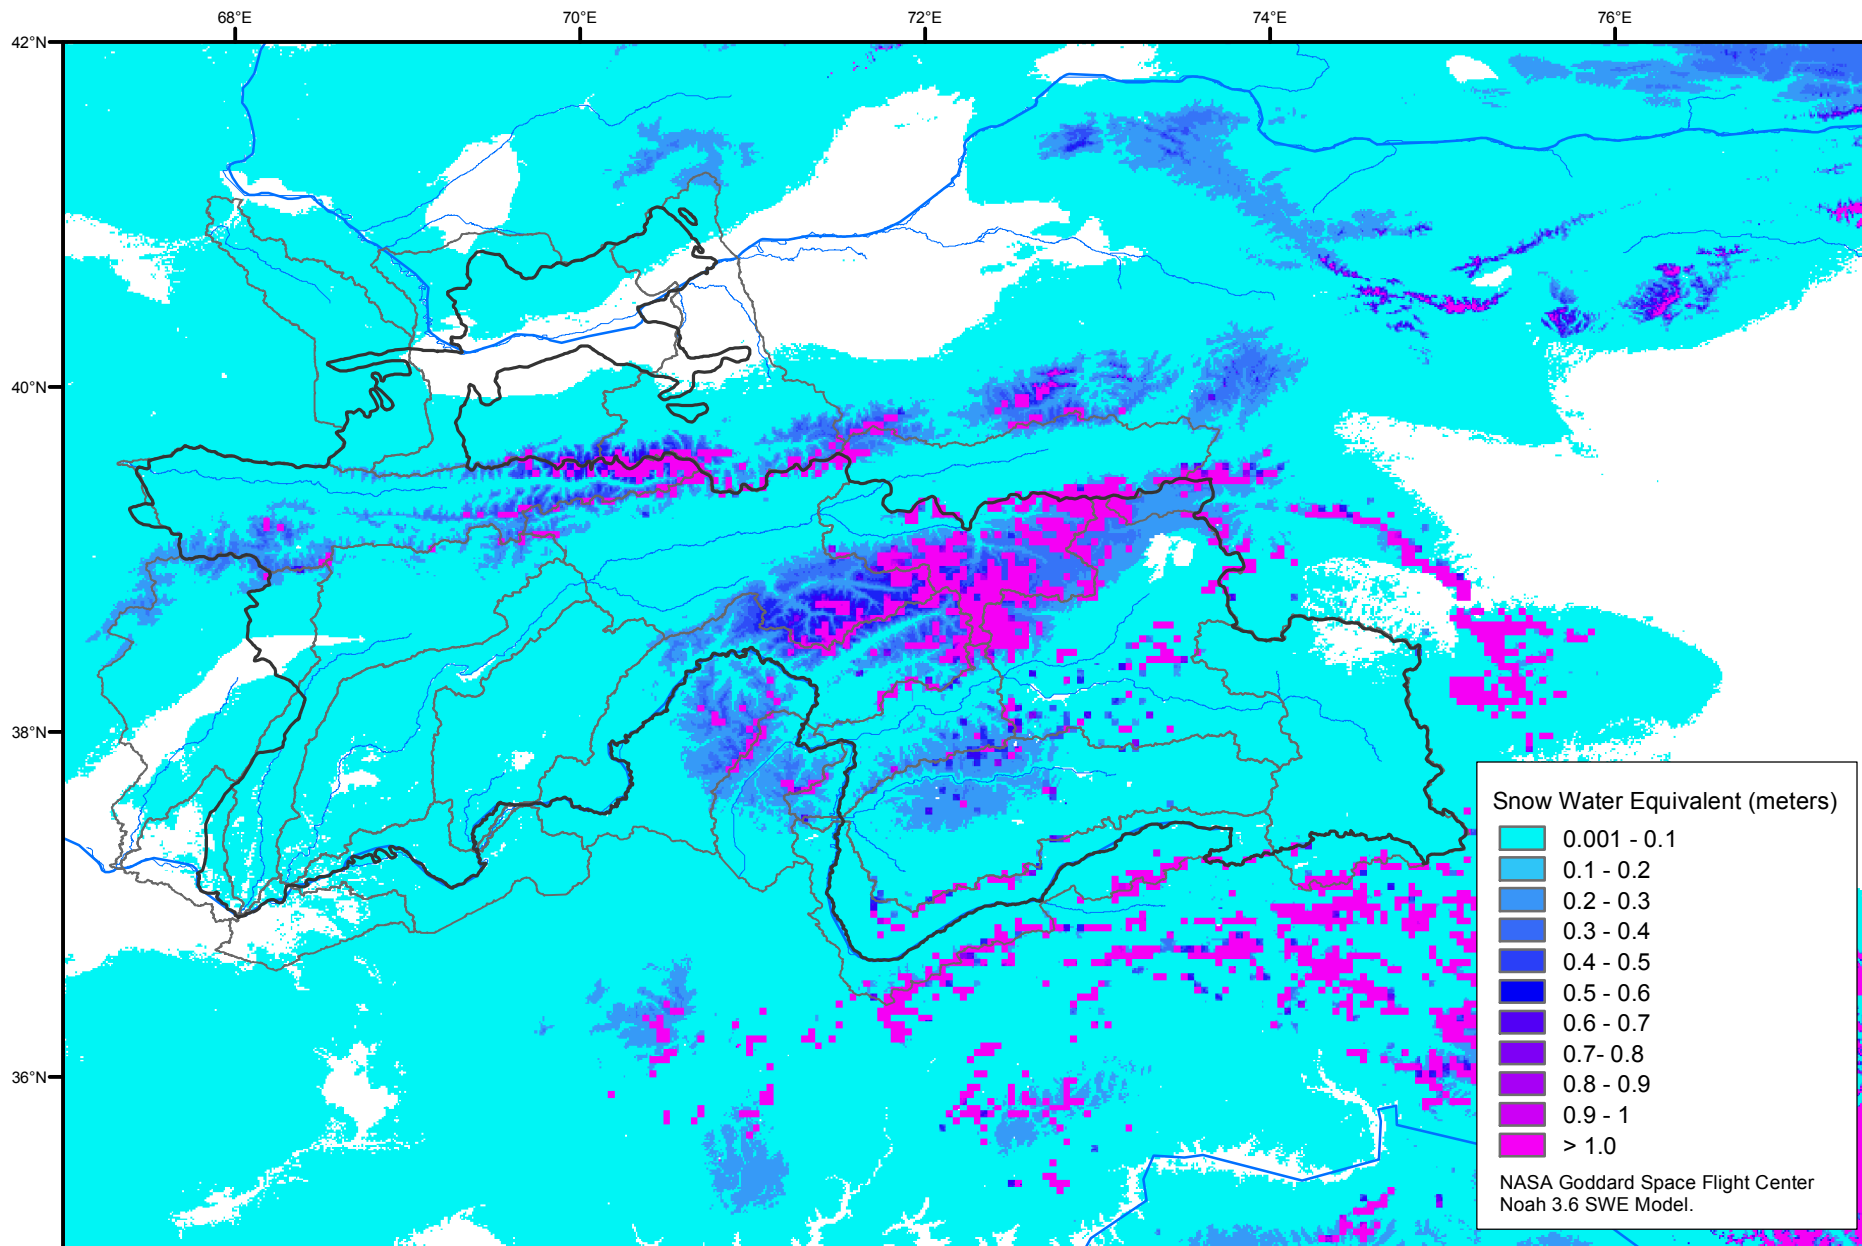 68°E
70°E
72°E
74°E
76°E
42°N
40°N
38°N
36°N
Snow Water Equivalent (meters)
0.001 - 0.1
0.1 - 0.2
0.2 - 0.3
0.3 - 0.4
0.4 - 0.5
0.5 - 0.6
0.6 - 0.7
0.7- 0.8
0.8 - 0.9
0.9 - 1
> 1.0
NASA Goddard Space Flight Center
Noah 3.6 SWE Model.